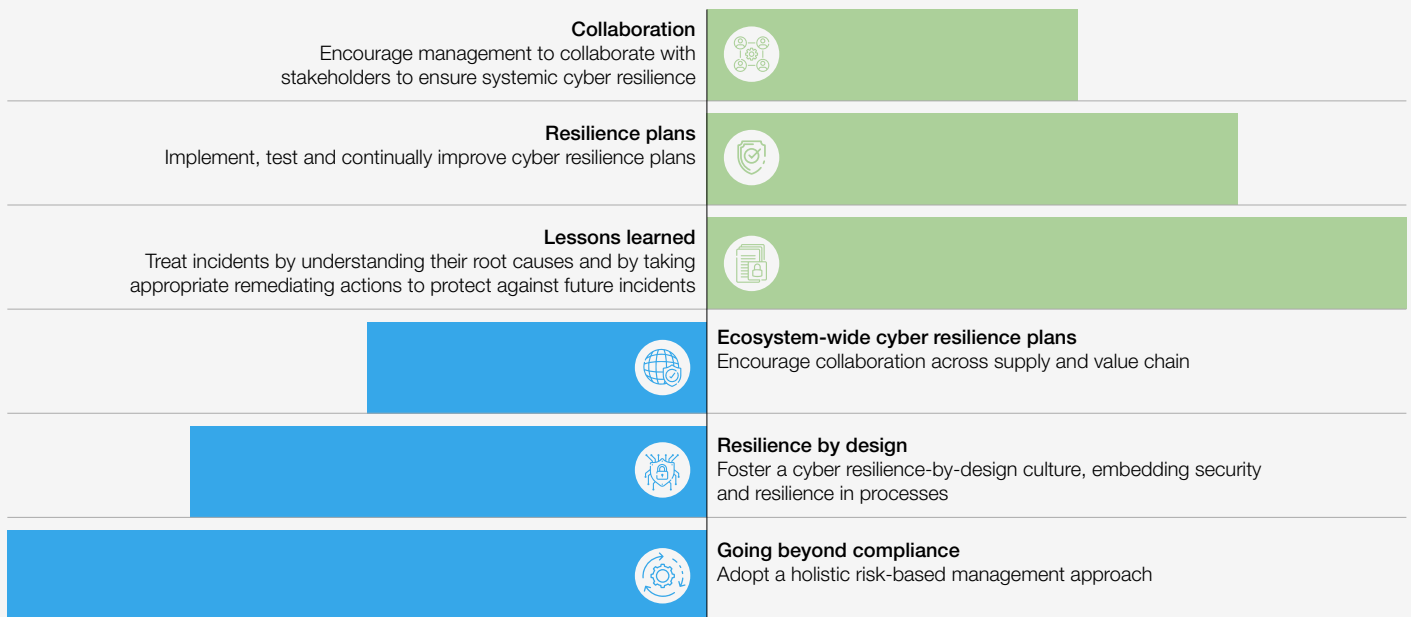 Collaboration
Encourage management to collaborate with
stakeholders to ensure systemic cyber resilience
Resilience plans
Implement, test and continually improve cyber resilience plans
Lessons learned
Treat incidents by understanding their root causes and by taking
appropriate remediating actions to protect against future incidents
Ecosystem-wide cyber resilience plans
Encourage collaboration across supply and value chain
Resilience by design
Foster a cyber resilience-by-design culture, embedding security
and resilience in processes
Going beyond compliance
Adopt a holistic risk-based management approach